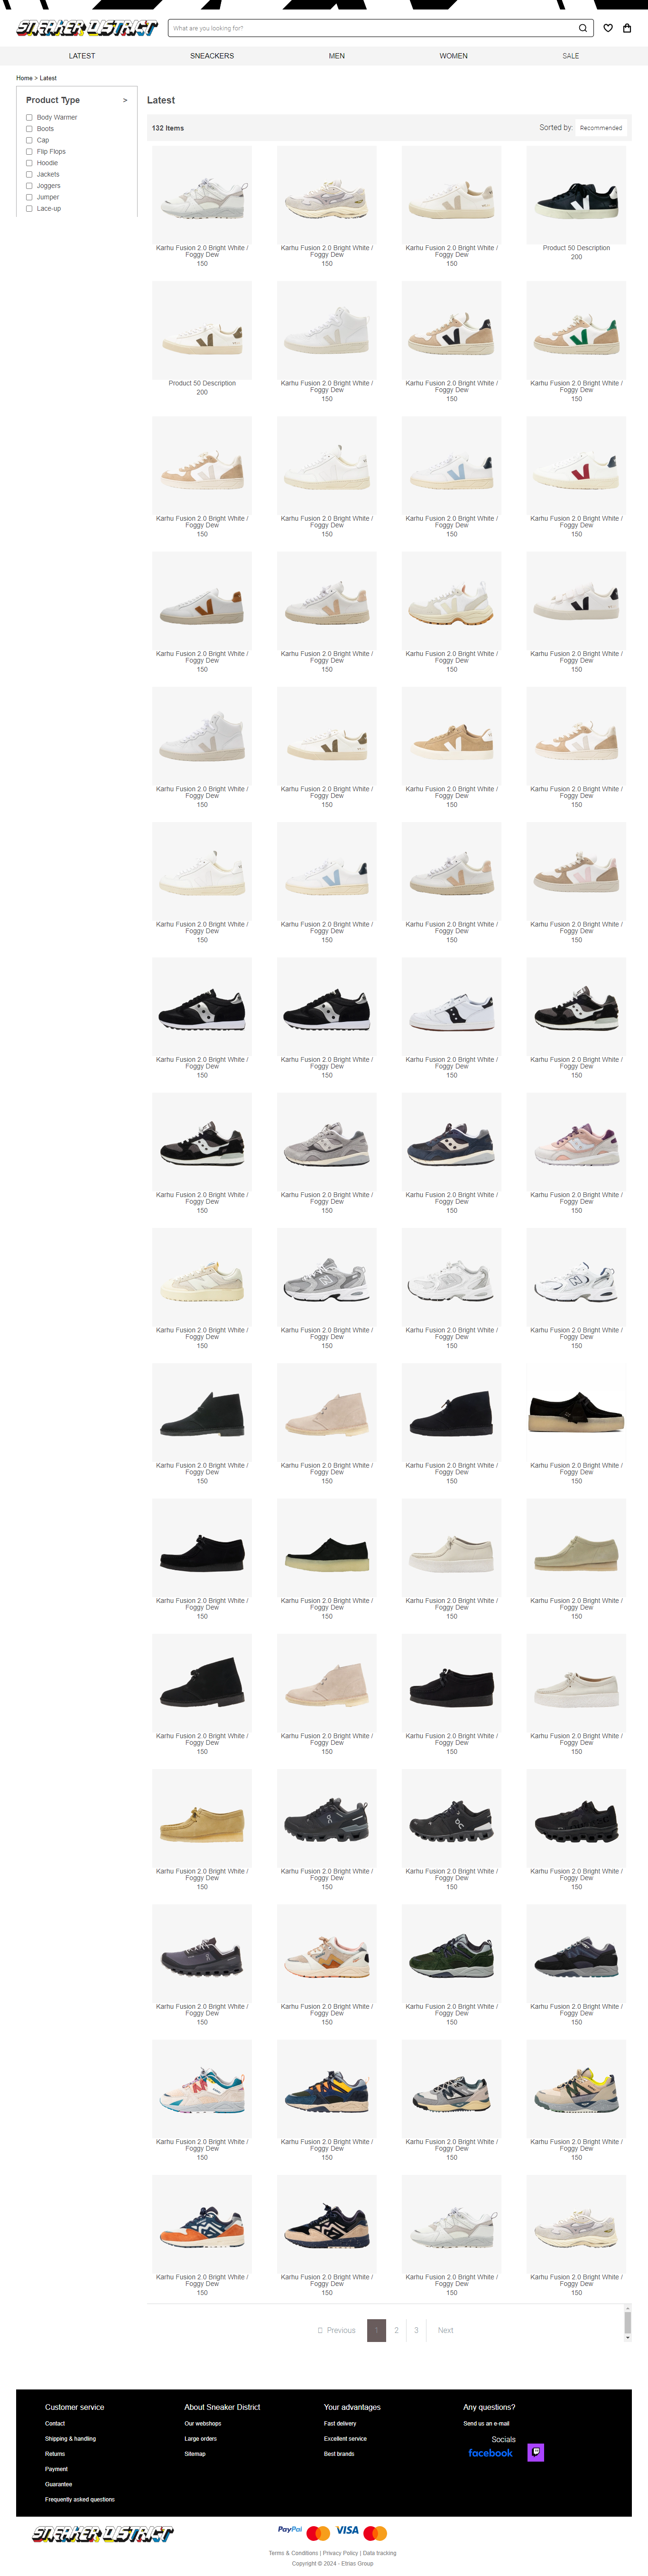 SNEAKER DISTRICT
What are you looking for?
LATEST SNEACKERS MEN WOMEN SALE
Home > Latest
Product Type >
Body Warmer
Boots
Cap
Flip Flops
Hoodie
Jackets
Joggers
Jumper
Lace-up
Latest
132 Items Sorted by: Recommended
Karhu Fusion 2.0 Bright White / Karhu Fusion 2.0 Bright White / Karhu Fusion 2.0 Bright White / Product 50 Description
Foggy Dew Foggy Dew Foggy Dew 200
150 150 150
Product 50 Description Karhu Fusion 2.0 Bright White / Karhu Fusion 2.0 Bright White / Karhu Fusion 2.0 Bright White /
200 Foggy Dew Foggy Dew Foggy Dew
150 150 150
Karhu Fusion 2.0 Bright White / Karhu Fusion 2.0 Bright White / Karhu Fusion 2.0 Bright White / Karhu Fusion 2.0 Bright White /
Foggy Dew Foggy Dew Foggy Dew Foggy Dew
150 150 150 150
Karhu Fusion 2.0 Bright White / Karhu Fusion 2.0 Bright White / Karhu Fusion 2.0 Bright White / Karhu Fusion 2.0 Bright White /
Foggy Dew Foggy Dew Foggy Dew Foggy Dew
150 150 150 150
Karhu Fusion 2.0 Bright White / Karhu Fusion 2.0 Bright White / Karhu Fusion 2.0 Bright White / Karhu Fusion 2.0 Bright White /
Foggy Dew Foggy Dew Foggy Dew Foggy Dew
150 150 150 150
Karhu Fusion 2.0 Bright White / Karhu Fusion 2.0 Bright White / Karhu Fusion 2.0 Bright White / Karhu Fusion 2.0 Bright White /
Foggy Dew Foggy Dew Foggy Dew Foggy Dew
150 150 150 150
Karhu Fusion 2.0 Bright White / Karhu Fusion 2.0 Bright White / Karhu Fusion 2.0 Bright White / Karhu Fusion 2.0 Bright White /
Foggy Dew Foggy Dew Foggy Dew Foggy Dew
150 150 150 150
Karhu Fusion 2.0 Bright White / Karhu Fusion 2.0 Bright White / Karhu Fusion 2.0 Bright White / Karhu Fusion 2.0 Bright White /
Foggy Dew Foggy Dew Foggy Dew Foggy Dew
150 150 150 150
Karhu Fusion 2.0 Bright White / Karhu Fusion 2.0 Bright White / Karhu Fusion 2.0 Bright White / Karhu Fusion 2.0 Bright White /
Foggy Dew Foggy Dew Foggy Dew Foggy Dew
150 150 150 150
Karhu Fusion 2.0 Bright White / Karhu Fusion 2.0 Bright White / Karhu Fusion 2.0 Bright White / Karhu Fusion 2.0 Bright White /
Foggy Dew Foggy Dew Foggy Dew Foggy Dew
150 150 150 150
Karhu Fusion 2.0 Bright White / Karhu Fusion 2.0 Bright White / Karhu Fusion 2.0 Bright White / Karhu Fusion 2.0 Bright White /
Foggy Dew Foggy Dew Foggy Dew Foggy Dew
150 150 150 150
Karhu Fusion 2.0 Bright White / Karhu Fusion 2.0 Bright White / Karhu Fusion 2.0 Bright White / Karhu Fusion 2.0 Bright White /
Foggy Dew Foggy Dew Foggy Dew Foggy Dew
150 150 150 150
Karhu Fusion 2.0 Bright White / Karhu Fusion 2.0 Bright White / Karhu Fusion 2.0 Bright White / Karhu Fusion 2.0 Bright White /
Foggy Dew Foggy Dew Foggy Dew Foggy Dew
150 150 150 150
Karhu Fusion 2.0 Bright White / Karhu Fusion 2.0 Bright White / Karhu Fusion 2.0 Bright White / Karhu Fusion 2.0 Bright White /
Foggy Dew Foggy Dew Foggy Dew Foggy Dew
150 150 150 150
Karhu Fusion 2.0 Bright White / Karhu Fusion 2.0 Bright White / Karhu Fusion 2.0 Bright White / Karhu Fusion 2.0 Bright White /
Foggy Dew Foggy Dew Foggy Dew Foggy Dew
150 150 150 150
Karhu Fusion 2.0 Bright White / Karhu Fusion 2.0 Bright White / Karhu Fusion 2.0 Bright White / Karhu Fusion 2.0 Bright White /
Foggy Dew Foggy Dew Foggy Dew Foggy Dew
150 150 150 150
Previous 1 2 3 Next
Customer service
Contact
Shipping & handling
Returns
Payment
Guarantee
Frequently asked questions
About Sneaker District
Our webshops
Large orders
Sitemap
Your advantages
Fast delivery
Excellent service
Best brands
Any questions?
Send us an e-mail
Socials
facebook
SNEAKER DISTRICT
PayPal VISA
Terms & Conditions | Privacy Policy | Data tracking
Copyright © 2024 - Etrias Group